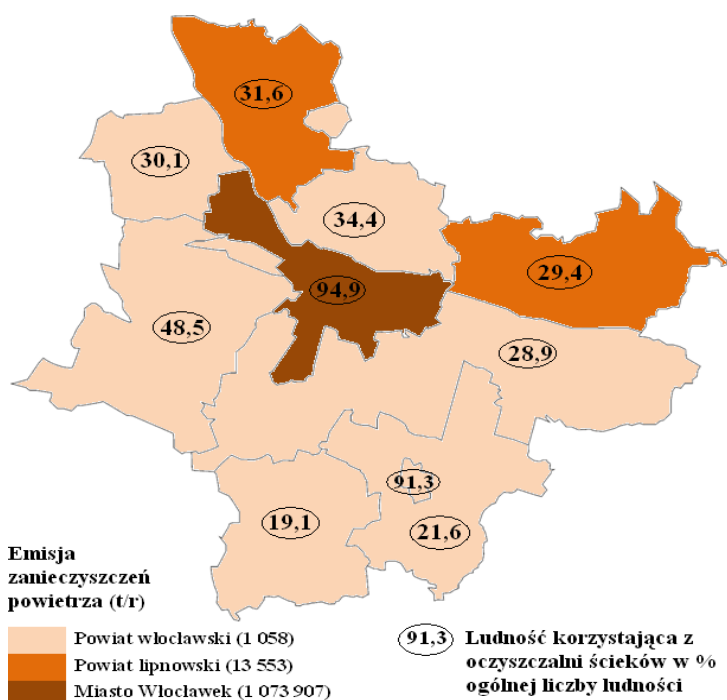 31,6
30,1
34,4
29,4
94,9
48,5
28,9
91,3
19,1
21,6
Emisja
zanieczyszczeń
powietrza (t/r)
Powiat włocławski (1 058)
Powiat lipnowski (13 553)
Miasto Włocławek (1 073 907)
91,3 Ludność korzystająca z
oczyszczalni ścieków w %
ogólnej liczby ludności